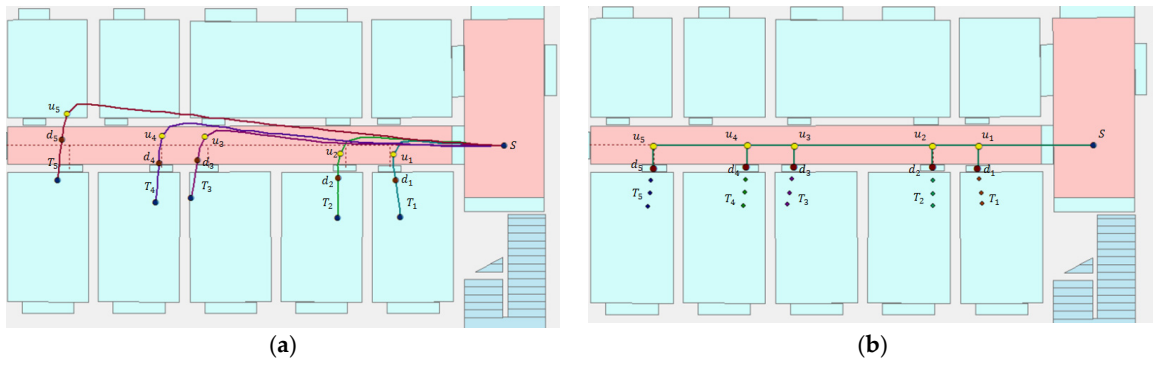 u₅
d₅
T₅
u₄
d₄
T₄
u₃
d₃
T₃
u₂
d₂
T₂
u₁
d₁
T₁
S
u₅
d₅
T₅
u₄
d₄
T₄
u₃
d₃
T₃
u₂
d₂
T₂
u₁
d₁
T₁
S
(a)
(b)